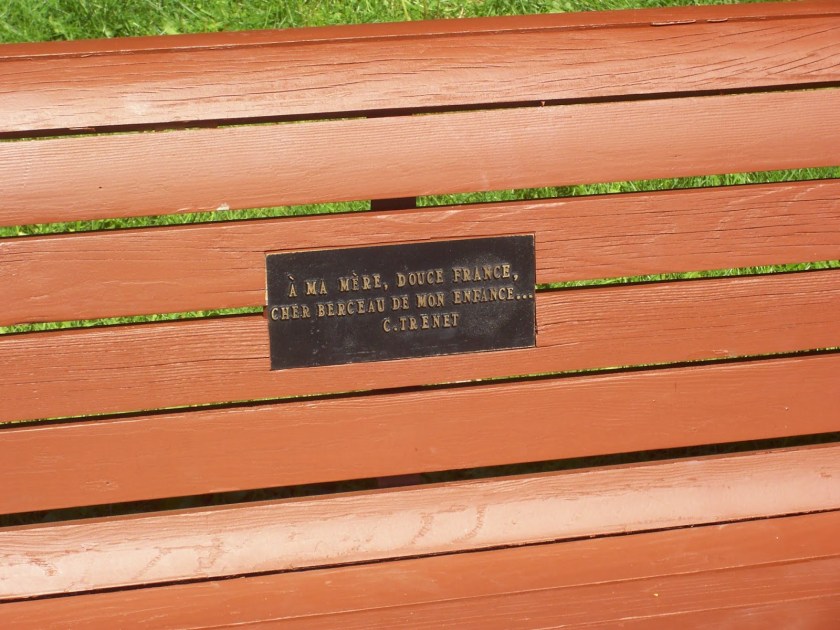 À MA MÈRE, DOUCE FRANCE,
CHER BERCEAU DE MON ENFANCE...
C.TRENET